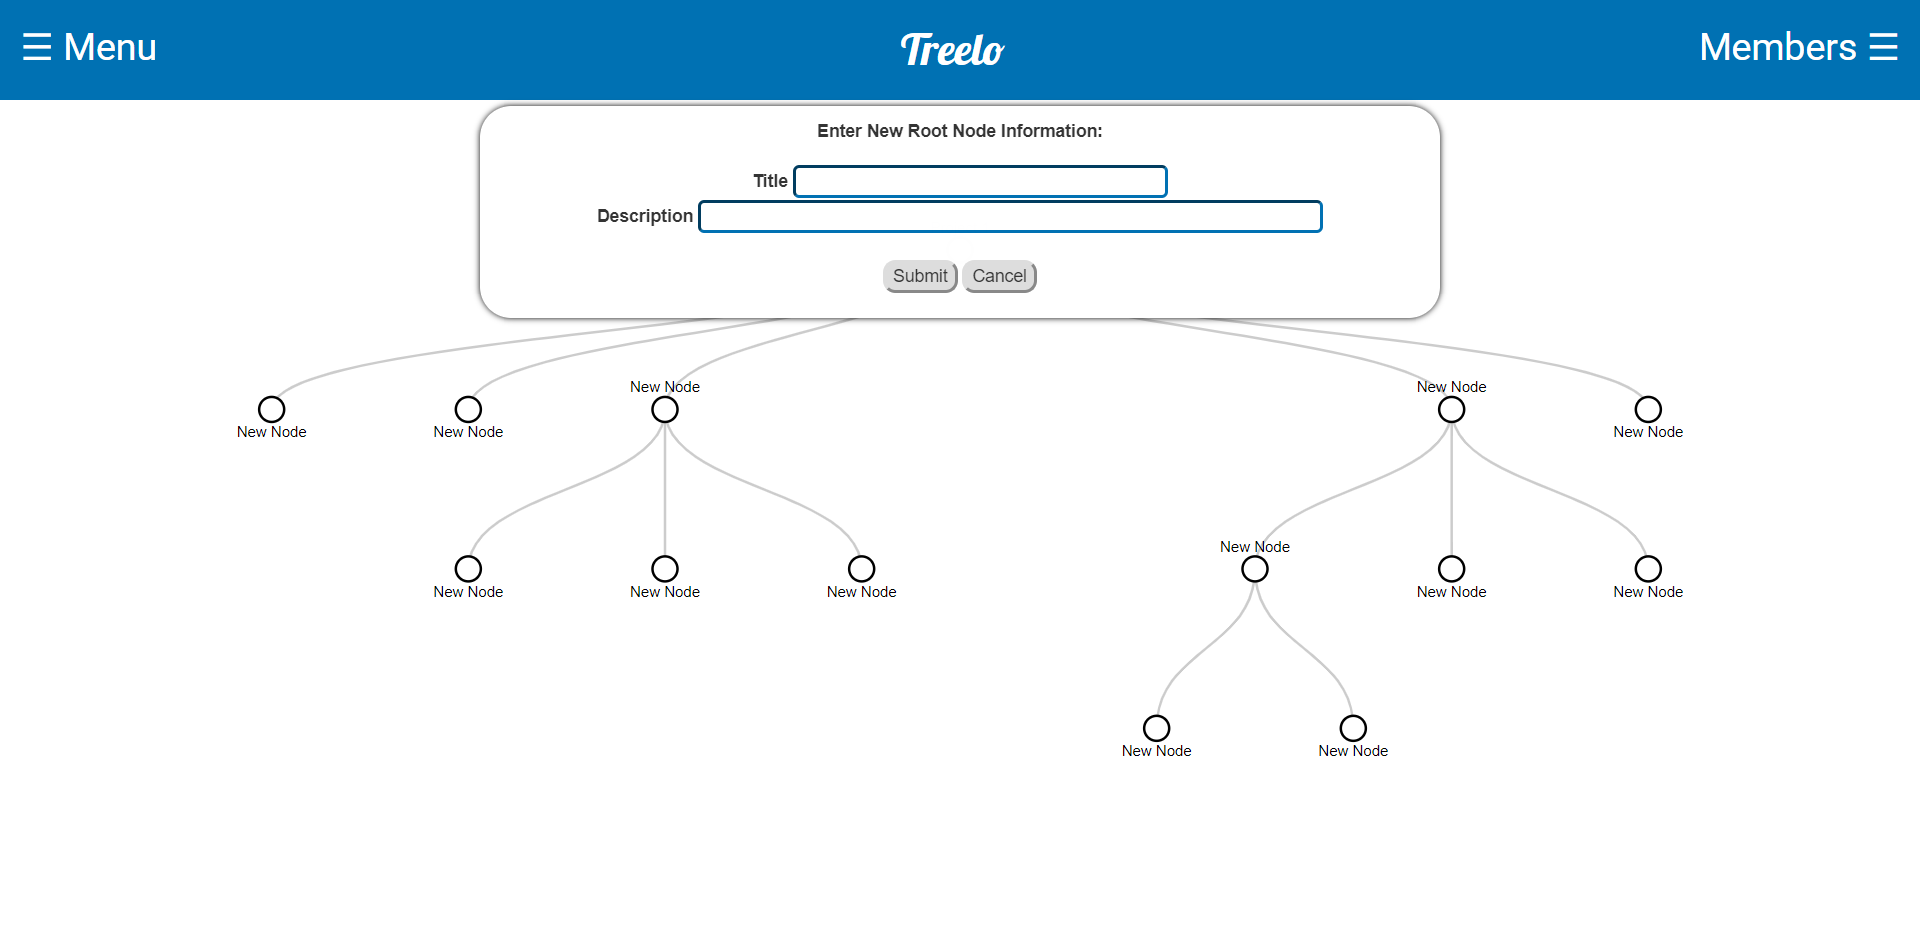 ☰ Menu
Treelo
Members ☰
Enter New Root Node Information:
Title
Description
Submit Cancel
New Node New Node
New Node New Node New Node
New Node
New Node New Node New Node New Node New Node
New Node New Node